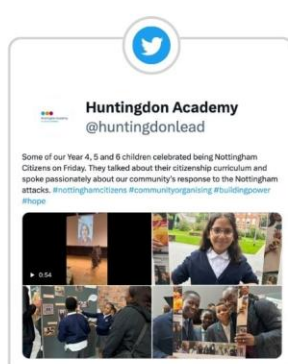 Huntingdon Academy
@huntingdonlead
Some of our Year 4, 5 and 6 children celebrated being Nottingham
Citizens on Friday. They talked about their citizenship curriculum and
spoke passionately about our community's response to the Nottingham
attacks. #nottinghamcitizens #communityorganising #buildingpower
#hope
0:54